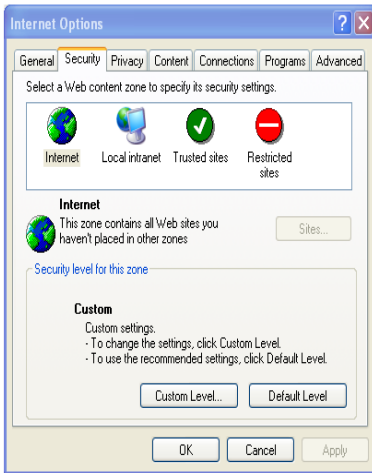 Internet Options
General Security Privacy Content Connections Programs Advanced
Select a Web content zone to specify its security settings.
Internet Local intranet Trusted sites Restricted
sites
Internet
This zone contains all Web sites you
haven't placed in other zones
Sites...
Security level for this zone
Custom
Custom settings.
- To change the settings, click Custom Level.
- To use the recommended settings, click Default Level.
Custom Level... Default Level
OK Cancel Apply